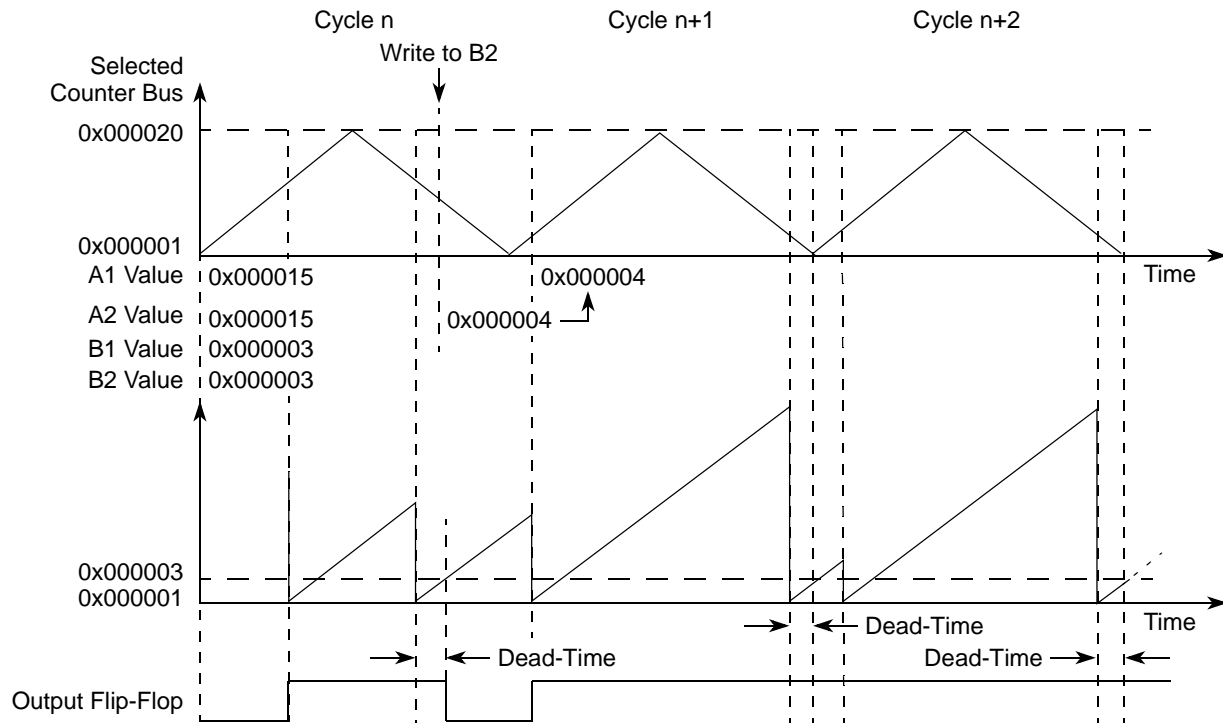 Cycle n
Cycle n+1
Cycle n+2
Write to B2
Selected
Counter Bus
0x000020
0x000001
Time
A1 Value
0x000015
0x000004
A2 Value
0x000015
0x000004
B1 Value
0x000003
B2 Value
0x000003
0x000003
0x000001
Time
Dead-Time
Dead-Time
Dead-Time
Output Flip-Flop